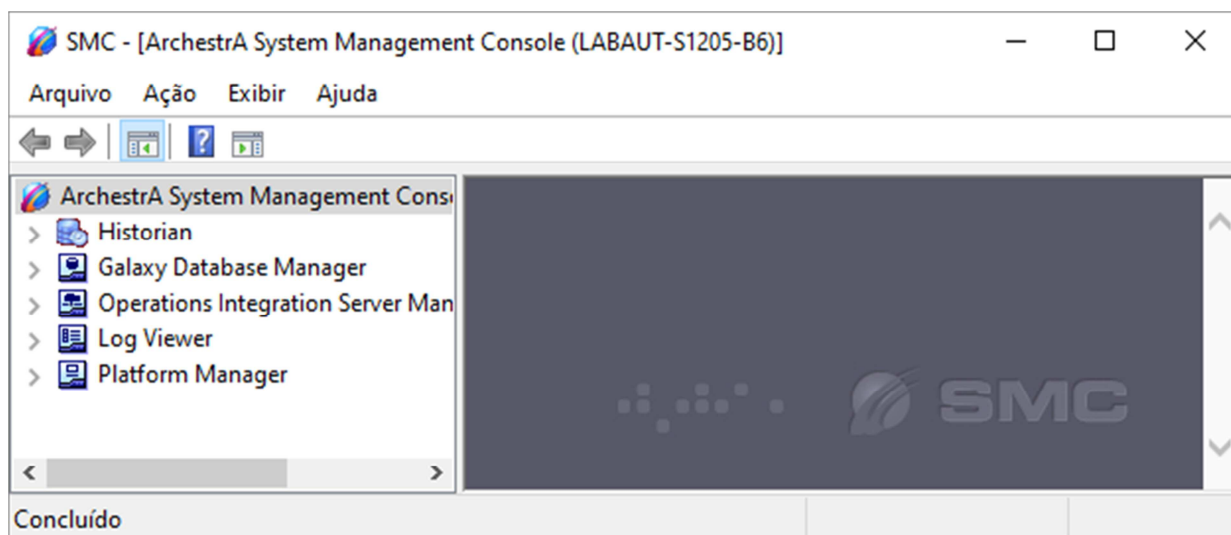 SMC - [ArchestrA System Management Console (LABAUT-S1205-B6)]
Arquivo Ação Exibir Ajuda
ArchestrA System Management Cons
Historian
Galaxy Database Manager
Operations Integration Server Man
Log Viewer
Platform Manager
SMC
Concluído